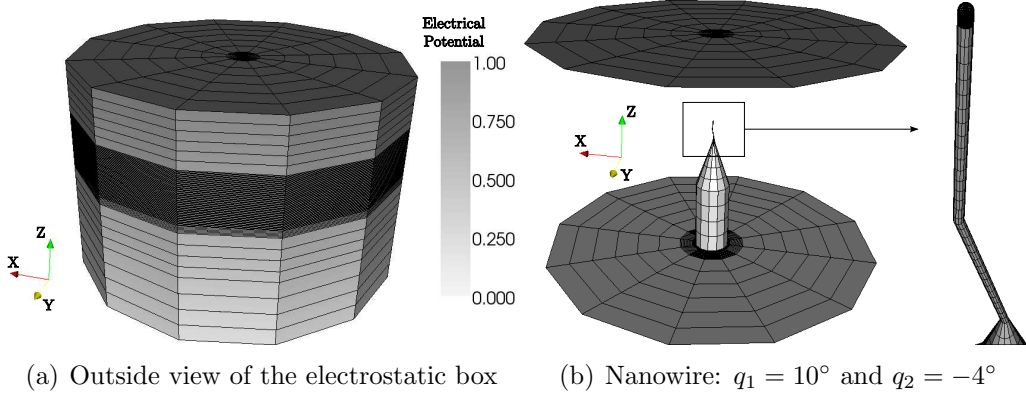 Electrical
Potential
1.00
0.750
0.500
0.250
0.000
Z
X
Y
Z
X
Y
(a) Outside view of the electrostatic box
(b) Nanowire: q₁ = 10° and q₂ = −4°